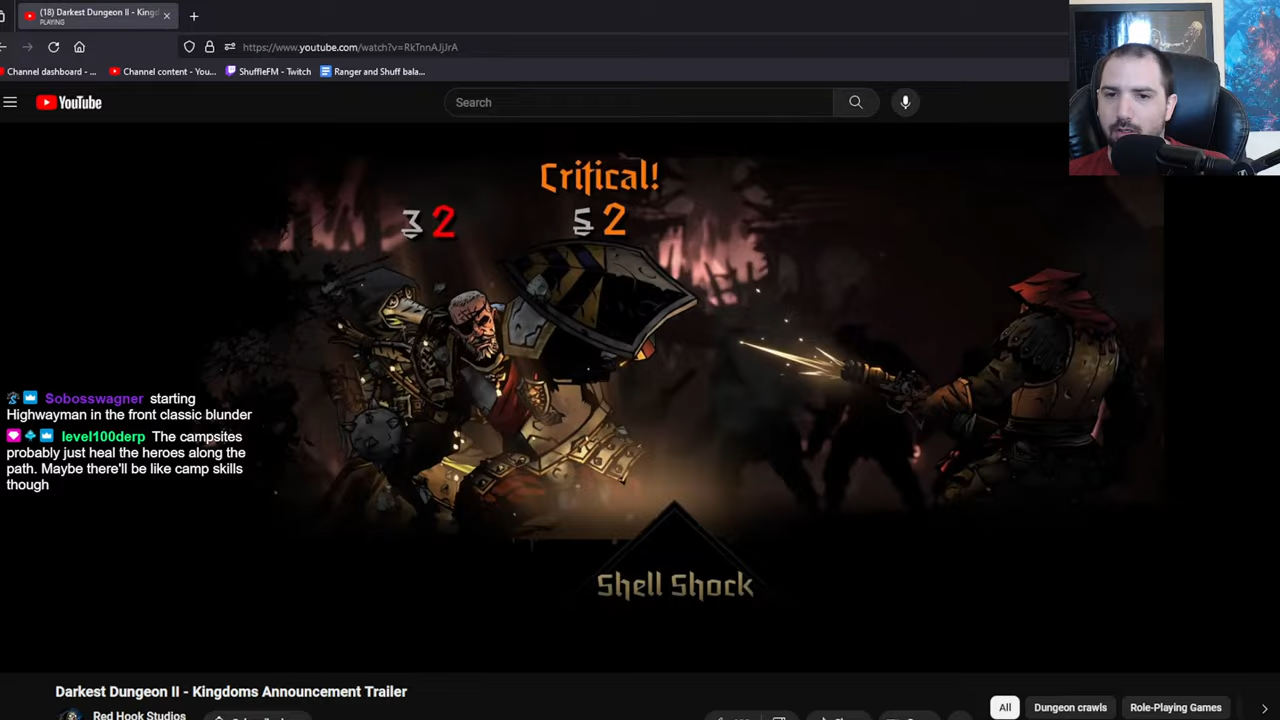 (18) Darkest Dungeon II - King
PLAYING
https://www.youtube.com/watch?v=RkTnnAJjJrA
Channel dashboard - ...
Channel content - You...
ShuffleFM - Twitch
Ranger and Shuff bala...
YouTube
Search
Critical!
3 2
5 2
Sobosswagner starting
Highwayman in the front classic blunder
level100derp The campsites
probably just heal the heroes along the
path. Maybe there'll be like camp skills
though
Shell Shock
Darkest Dungeon II - Kingdoms Announcement Trailer
Red Hook Studios
All
Dungeon crawls
Role-Playing Games